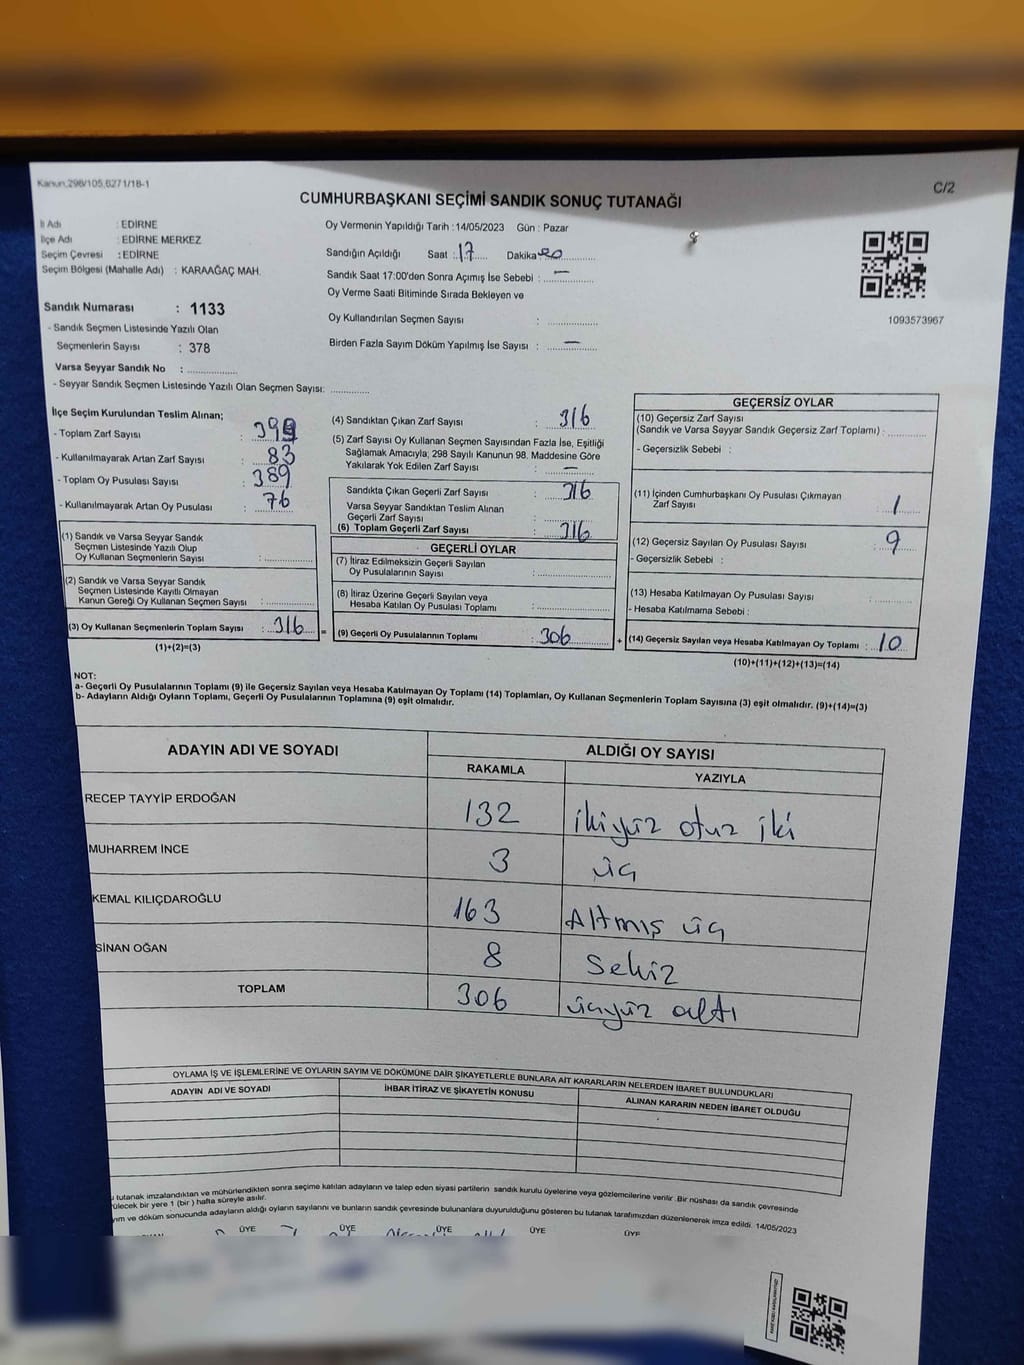 Kanun,298/105,6271/18-1
C/2
CUMHURBAŞKANI SEÇİMİ SANDIK SONUÇ TUTANAĞI
İl Adı : EDİRNE
İlçe Adı : EDİRNE MERKEZ
Seçim Çevresi : EDİRNE
Seçim Bölgesi (Mahalle Adı) : KARAAĞAÇ MAH.
Oy Vermenin Yapıldığı Tarih : 14/05/2023 Gün : Pazar
Sandığın Açıldığı Saat : 17 Dakika 20
Sandık Saat 17:00'den Sonra Açımış İse Sebebi : —
Oy Verme Saati Bitiminde Sırada Bekleyen ve
Oy Kullandırılan Seçmen Sayısı :
Birden Fazla Sayım Döküm Yapılmış İse Sayısı : —
1093573967
Sandık Numarası : 1133
- Sandık Seçmen Listesinde Yazılı Olan
Seçmenlerin Sayısı : 378
Varsa Seyyar Sandık No :
- Seyyar Sandık Seçmen Listesinde Yazılı Olan Seçmen Sayısı:
İlçe Seçim Kurulundan Teslim Alınan;
- Toplam Zarf Sayısı :
- Kullanılmayarak Artan Zarf Sayısı : 83
- Toplam Oy Pusulası Sayısı : 389
- Kullanılmayarak Artan Oy Pusulası : 76
(1) Sandık ve Varsa Seyyar Sandık
Seçmen Listesinde Yazılı Olup
Oy Kullanan Seçmenlerin Sayısı :
(2) Sandık ve Varsa Seyyar Sandık
Seçmen Listesinde Kayıtlı Olmayan
Kanun Gereği Oy Kullanan Seçmen Sayısı :
(3) Oy Kullanan Seçmenlerin Toplam Sayısı : 316 =
(1)+(2)=(3)
(4) Sandıktan Çıkan Zarf Sayısı : 316
(5) Zarf Sayısı Oy Kullanan Seçmen Sayısından Fazla İse, Eşitliği
Sağlamak Amacıyla; 298 Sayılı Kanunun 98. Maddesine Göre
Yakılarak Yok Edilen Zarf Sayısı : —
Sandıkta Çıkan Geçerli Zarf Sayısı : 316
Varsa Seyyar Sandıktan Teslim Alınan
Geçerli Zarf Sayısı :
(6) Toplam Geçerli Zarf Sayısı : 316
GEÇERLİ OYLAR
(7) İtiraz Edilmeksizin Geçerli Sayılan
Oy Pusulalarının Sayısı :
(8) İtiraz Üzerine Geçerli Sayılan veya
Hesaba Katılan Oy Pusulası Toplamı :
(9) Geçerli Oy Pusulalarının Toplamı : 306 +
GEÇERSİZ OYLAR
(10) Geçersiz Zarf Sayısı
(Sandık ve Varsa Seyyar Sandık Geçersiz Zarf Toplamı) :
- Geçersizlik Sebebi :
(11) İçinden Cumhurbaşkanı Oy Pusulası Çıkmayan
Zarf Sayısı : 1
(12) Geçersiz Sayılan Oy Pusulası Sayısı : 9
- Geçersizlik Sebebi :
(13) Hesaba Katılmayan Oy Pusulası Sayısı :
- Hesaba Katılmama Sebebi :
(14) Geçersiz Sayılan veya Hesaba Katılmayan Oy Toplamı : 10
(10)+(11)+(12)+(13)=(14)
NOT:
a- Geçerli Oy Pusulalarının Toplamı (9) ile Geçersiz Sayılan veya Hesaba Katılmayan Oy Toplamı (14) Toplamları, Oy Kullanan Seçmenlerin Toplam Sayısına (3) eşit olmalıdır. (9)+(14)=(3)
b- Adayların Aldığı Oyların Toplamı, Geçerli Oy Pusulalarının Toplamına (9) eşit olmalıdır.
ADAYIN ADI VE SOYADI ALDIĞI OY SAYISI
RAKAMLA YAZIYLA
RECEP TAYYİP ERDOĞAN 132 ikiyüz otuz iki
MUHARREM İNCE 3 üç
KEMAL KILIÇDAROĞLU 163 Altmış üç
SİNAN OĞAN 8 Sekiz
TOPLAM 306 üçyüz altı
OYLAMA İŞ VE İŞLEMLERİNE VE OYLARIN SAYIM VE DÖKÜMÜNE DAİR ŞİKAYETLERLE BUNLARA AİT KARARLARIN NELERDEN İBARET BULUNDUKLARI
ADAYIN ADI VE SOYADI İHBAR İTİRAZ VE ŞİKAYETİN KONUSU ALINAN KARARIN NEDEN İBARET OLDUĞU
tutanak imzalandıktan ve mühürlendikten sonra seçime katılan adayların ve talep eden siyasi partilerin sandık kurulu üyelerine veya gözlemcilerine verilir. Bir nüshası da sandık çevresinde
ülecek bir yere 1 (bir) hafta süreyle asılır.
ım ve döküm sonucunda adayların aldığı oyların sayılarını ve bunların sandık çevresinde bulunanlara duyurulduğunu gösteren bu tutanak tarafımızdan düzenlenerek imza edildi. 14/05/2023
ÜYE ÜYE ÜYE ÜYE ÜYE